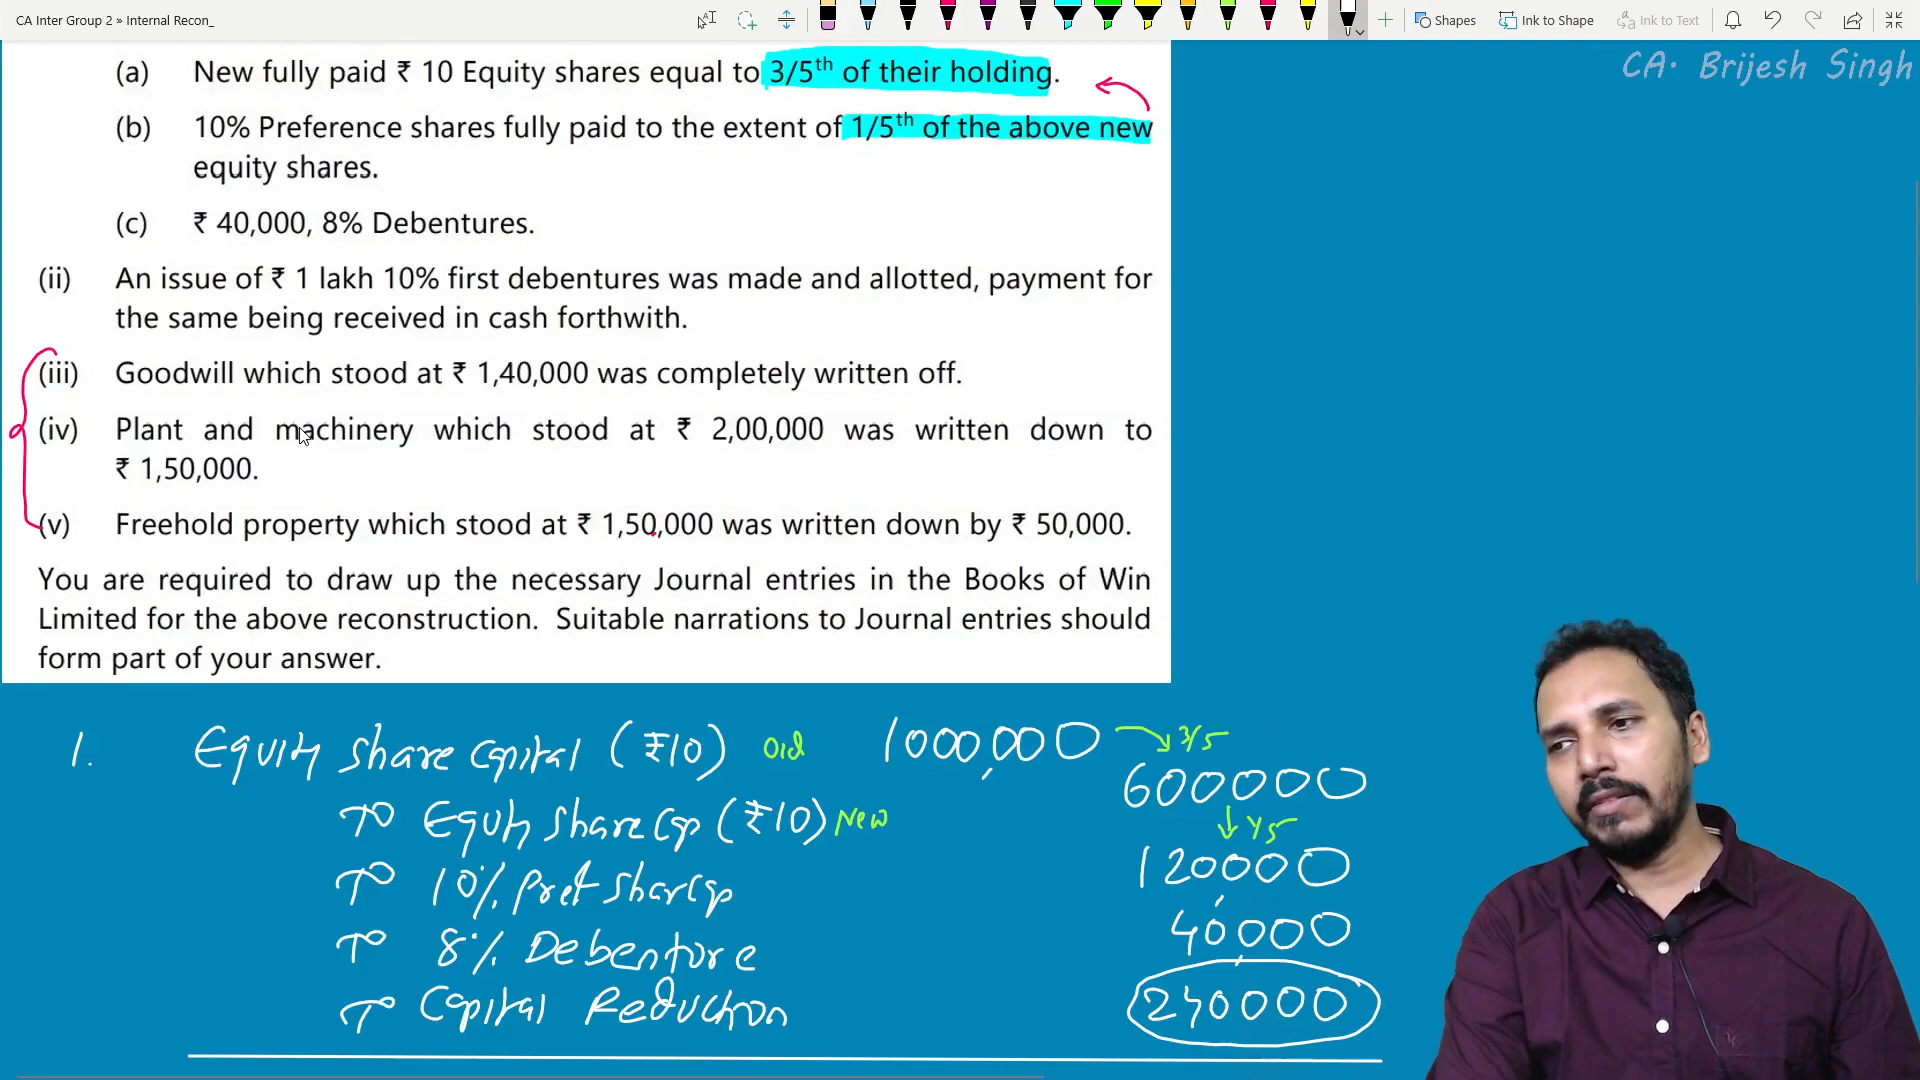 CA Inter Group 2 » Internal Recon_
Shapes
Ink to Shape
Ink to Text
CA. Brijesh Singh
(a) New fully paid ₹ 10 Equity shares equal to 3/5th of their holding.
(b) 10% Preference shares fully paid to the extent of 1/5th of the above new
equity shares.
(c) ₹ 40,000, 8% Debentures.
(ii) An issue of ₹ 1 lakh 10% first debentures was made and allotted, payment for
the same being received in cash forthwith.
(iii) Goodwill which stood at ₹ 1,40,000 was completely written off.
(iv) Plant and machinery which stood at ₹ 2,00,000 was written down to
₹ 1,50,000.
(v) Freehold property which stood at ₹ 1,50,000 was written down by ₹ 50,000.
You are required to draw up the necessary Journal entries in the Books of Win
Limited for the above reconstruction. Suitable narrations to Journal entries should
form part of your answer.
1. Equity Share Capital (₹10) Old 1000,000 3/5
To Equity Share Cap (₹10) New 600000
1/5
To 10% Pref Share Cap 120000
To 8% Debenture 40000
To Capital Reduction 240000